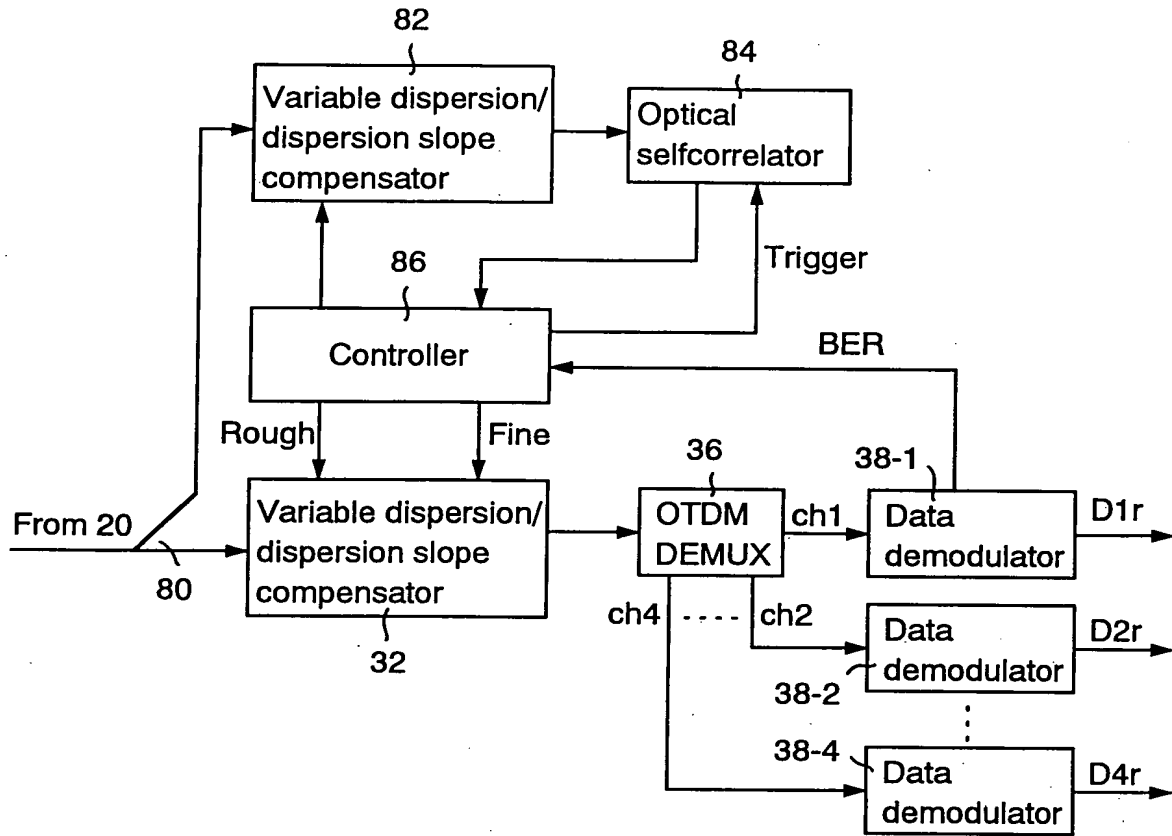 82
Variable dispersion/
dispersion slope
compensator
84
Optical
selfcorrelator
Trigger
86
Controller
BER
Rough
Fine
From 20
80
Variable dispersion/
dispersion slope
compensator
32
36
OTDM
DEMUX
ch1
ch4
ch2
38-1
Data
demodulator
D1r
Data
demodulator
D2r
38-2
38-4
Data
demodulator
D4r